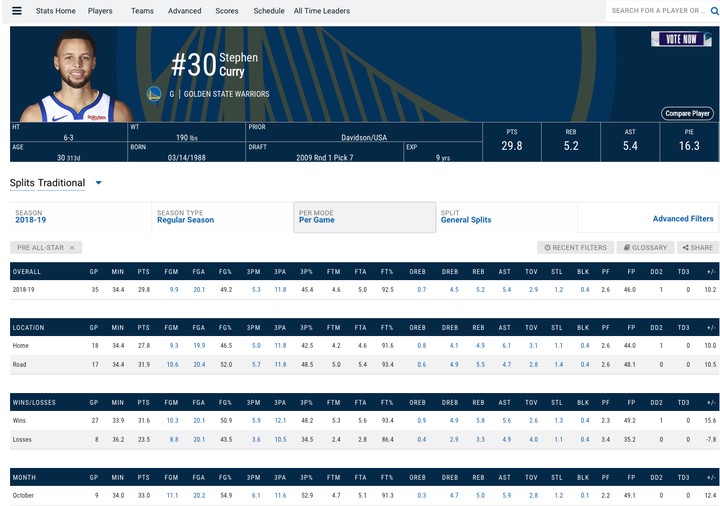 Stats Home Players Teams Advanced Scores Schedule All Time Leaders SEARCH FOR A PLAYER OR ...
VOTE NOW
#30 Stephen Curry
G | GOLDEN STATE WARRIORS
Rakuten
Compare Player
HT 6-3 WT 190 lbs PRIOR Davidson/USA
AGE 30 313d BORN 03/14/1988 DRAFT 2009 Rnd 1 Pick 7 EXP 9 yrs
PTS REB AST PIE
29.8 5.2 5.4 16.3
Splits Traditional
SEASON SEASON TYPE PER MODE SPLIT
2018-19 Regular Season Per Game General Splits Advanced Filters
PRE ALL-STAR × RECENT FILTERS GLOSSARY SHARE
OVERALL GP MIN PTS FGM FGA FG% 3PM 3PA 3P% FTM FTA FT% OREB DREB REB AST TOV STL BLK PF FP DD2 TD3 +/-
2018-19 35 34.4 29.8 9.9 20.1 49.2 5.3 11.8 45.4 4.6 5.0 92.5 0.7 4.5 5.2 5.4 2.9 1.2 0.4 2.6 46.0 1 0 10.2
LOCATION GP MIN PTS FGM FGA FG% 3PM 3PA 3P% FTM FTA FT% OREB DREB REB AST TOV STL BLK PF FP DD2 TD3 +/-
Home 18 34.4 27.8 9.3 19.9 46.5 5.0 11.8 42.5 4.2 4.6 91.6 0.8 4.1 4.9 6.1 3.1 1.1 0.4 2.6 44.0 1 0 10.0
Road 17 34.4 31.9 10.6 20.4 52.0 5.7 11.8 48.5 5.0 5.4 93.4 0.6 4.9 5.5 4.7 2.8 1.4 0.4 2.6 48.1 0 0 10.5
WINS/LOSSES GP MIN PTS FGM FGA FG% 3PM 3PA 3P% FTM FTA FT% OREB DREB REB AST TOV STL BLK PF FP DD2 TD3 +/-
Wins 27 33.9 31.6 10.3 20.1 50.9 5.9 12.1 48.2 5.3 5.6 93.4 0.9 4.9 5.8 5.6 2.6 1.3 0.4 2.3 49.2 1 0 15.6
Losses 8 36.2 23.5 8.8 20.1 43.5 3.6 10.5 34.5 2.4 2.8 86.4 0.4 2.9 3.3 4.9 4.0 1.1 0.4 3.4 35.2 0 0 -7.8
MONTH GP MIN PTS FGM FGA FG% 3PM 3PA 3P% FTM FTA FT% OREB DREB REB AST TOV STL BLK PF FP DD2 TD3 +/-
October 9 34.0 33.0 11.1 20.2 54.9 6.1 11.6 52.9 4.7 5.1 91.3 0.3 4.7 5.0 5.9 2.8 1.2 0.1 2.2 49.1 0 0 12.4